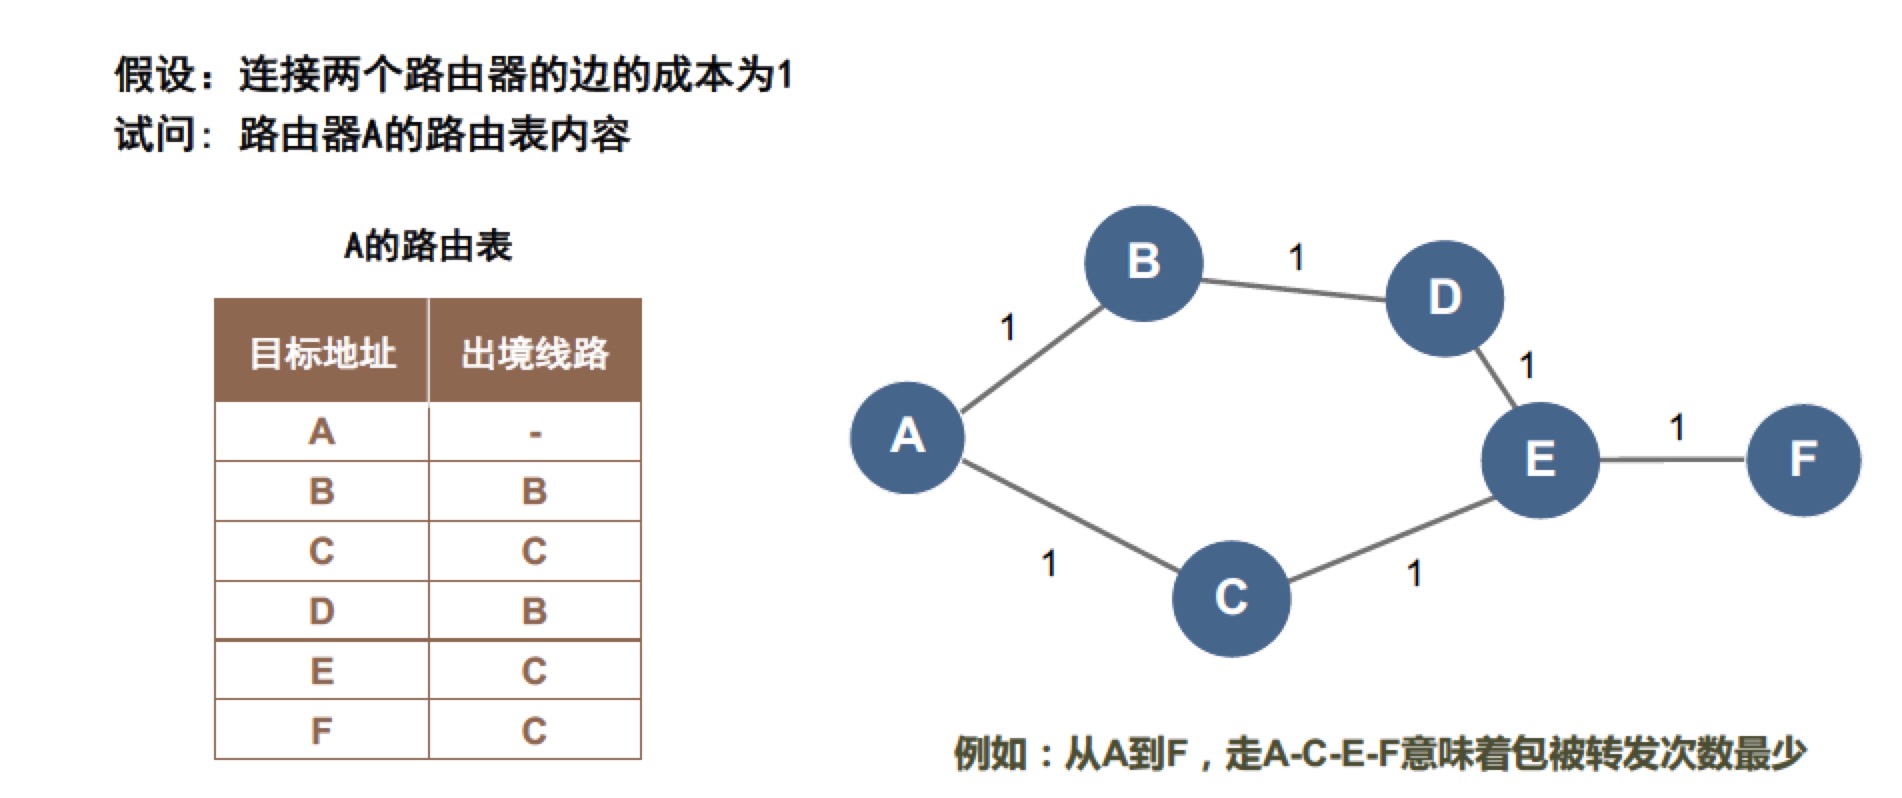 假设：连接两个路由器的边的成本为1
试问：路由器A的路由表内容
A的路由表
目标地址 出境线路
A -
B B
C C
D B
E C
F C
B
1
D
1
1
A
E
1
F
1
C
1
例如：从A到F，走A-C-E-F意味着包被转发次数最少